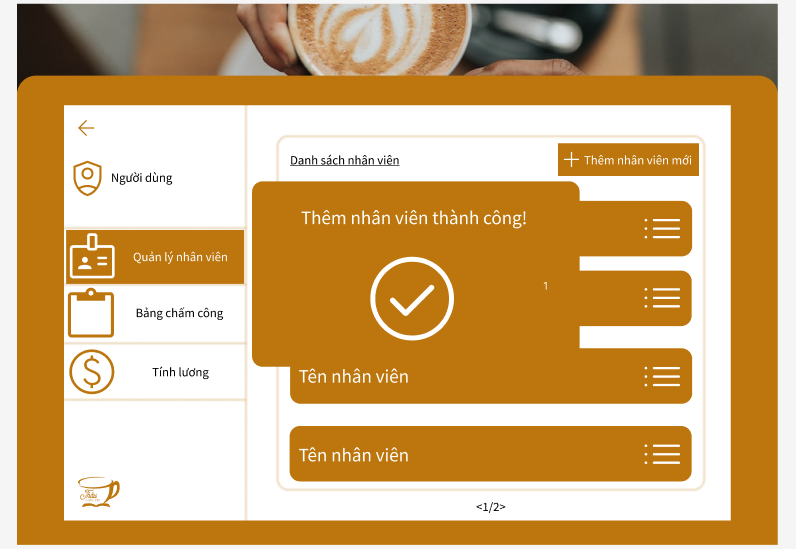 Người dùng
Quản lý nhân viên
Bảng chấm công
Tính lương
Danh sách nhân viên
Thêm nhân viên mới
Thêm nhân viên thành công!
1
Tên nhân viên
Tên nhân viên
<1/2>